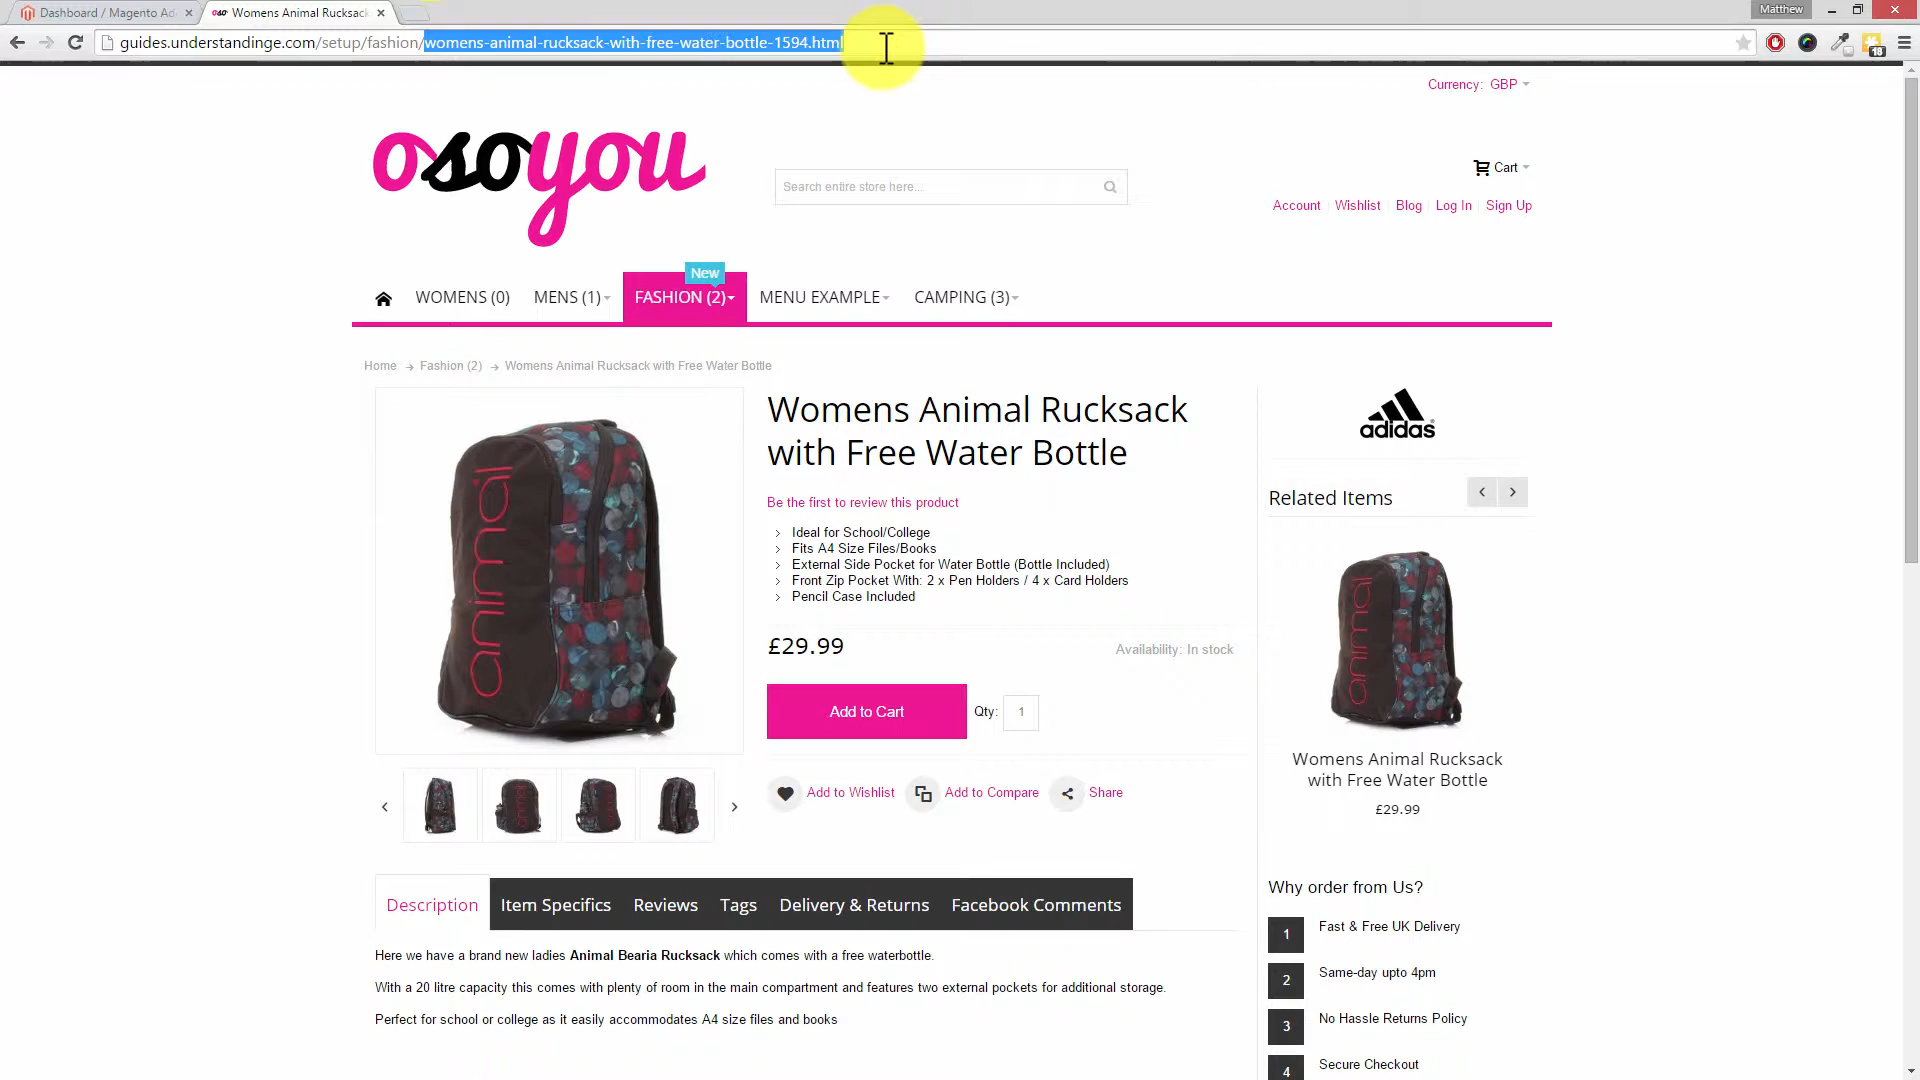 Dashboard / Magento Ad
Womens Animal Rucksack
Matthew
guides.understandinge.com/setup/fashion/womens-animal-rucksack-with-free-water-bottle-1594.html
18
Currency: GBP
osoyou
Search entire store here...
Cart
Account
Wishlist
Blog
Log In
Sign Up
New
WOMENS (0)
MENS (1)
FASHION (2)
MENU EXAMPLE
CAMPING (3)
Home
Fashion (2)
Womens Animal Rucksack with Free Water Bottle
animal
Womens Animal Rucksack
with Free Water Bottle
Be the first to review this product
Ideal for School/College
Fits A4 Size Files/Books
External Side Pocket for Water Bottle (Bottle Included)
Front Zip Pocket With: 2 x Pen Holders / 4 x Card Holders
Pencil Case Included
£29.99
Availability: In stock
Add to Cart
Qty:
1
Add to Wishlist
Add to Compare
Share
adidas
Related Items
animal
Womens Animal Rucksack
with Free Water Bottle
£29.99
Description
Item Specifics
Reviews
Tags
Delivery & Returns
Facebook Comments
Here we have a brand new ladies Animal Bearia Rucksack which comes with a free waterbottle.
With a 20 litre capacity this comes with plenty of room in the main compartment and features two external pockets for additional storage.
Perfect for school or college as it easily accommodates A4 size files and books
Why order from Us?
1 Fast & Free UK Delivery
2 Same-day upto 4pm
3 No Hassle Returns Policy
4 Secure Checkout